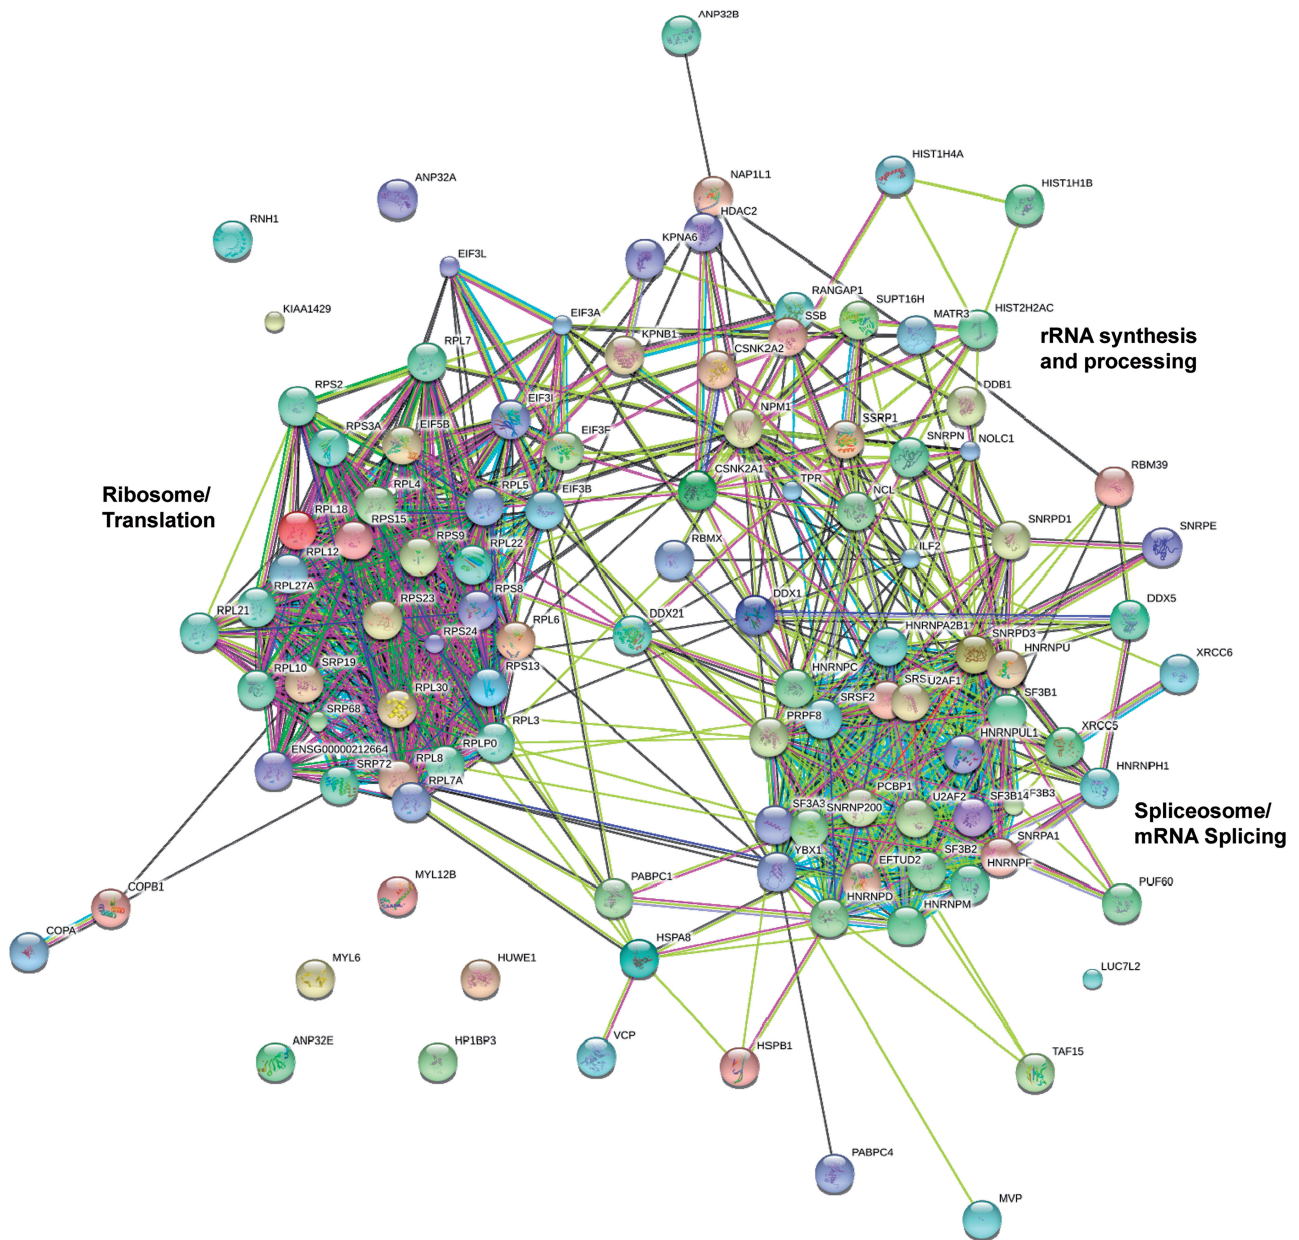 ANP32B
ANP32A
NAP1L1
HIST1H4A
HIST1H1B
RNH1
HDAC2
KPNA6
EIF3L
KIAA1429
EIF3A
RANGAP1
SUPT16H
SSB
MATR3
HIST2H2AC
rRNA synthesis
and processing
KPNB1
RPL7
CSNK2A2
DDB1
RPS2
EIF3I
NPM1
SSRP1
RPS3A
EIF5B
EIF3F
SNRPN
NOLC1
CSNK2A1
TPR
RBM39
Ribosome/
Translation
RPL4
RPL5
EIF3B
NCL
RPL18
RPS15
RPS9
RPL22
RBMX
SNRPD1
SNRPE
RPL12
ILF2
RPL27A
RPS8
DDX1
RPL21
RPS23
RPL6
DDX21
DDX5
HNRNPA2B1
RPS24
SNRPD3
HNRNPU
XRCC6
RPL10
SRP19
RPS13
HNRNPC
SRS
U2AF1
SRSF2
SF3B1
RPL30
SRP68
RPL3
PRPF8
HNRNPUL1
XRCC5
ENSG00000212664
RPLP0
SRP72
RPL8
RPL7A
HNRNPH1
PCBP1
SF3A3
SNRNP200
U2AF2
SF3B14
SF3B3
Spliceosome/
mRNA Splicing
SNRPA1
YBX1
EFTUD2
SF3B2
HNRNPF
MYL12B
PABPC1
HNRNPD
HNRNPM
PUF60
COPB1
COPA
HSPA8
MYL6
HUWE1
LUC7L2
ANP32E
HP1BP3
VCP
HSPB1
TAF15
PABPC4
MVP